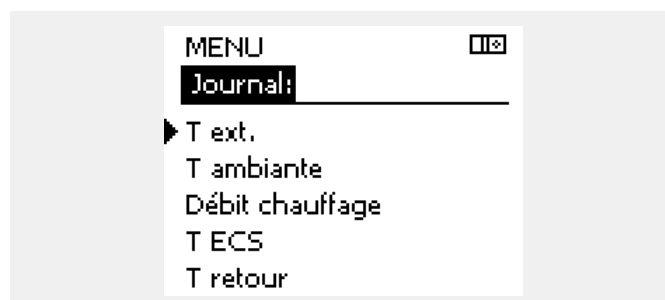 MENU
Journal:
T ext.
T ambiante
Débit chauffage
T ECS
T retour